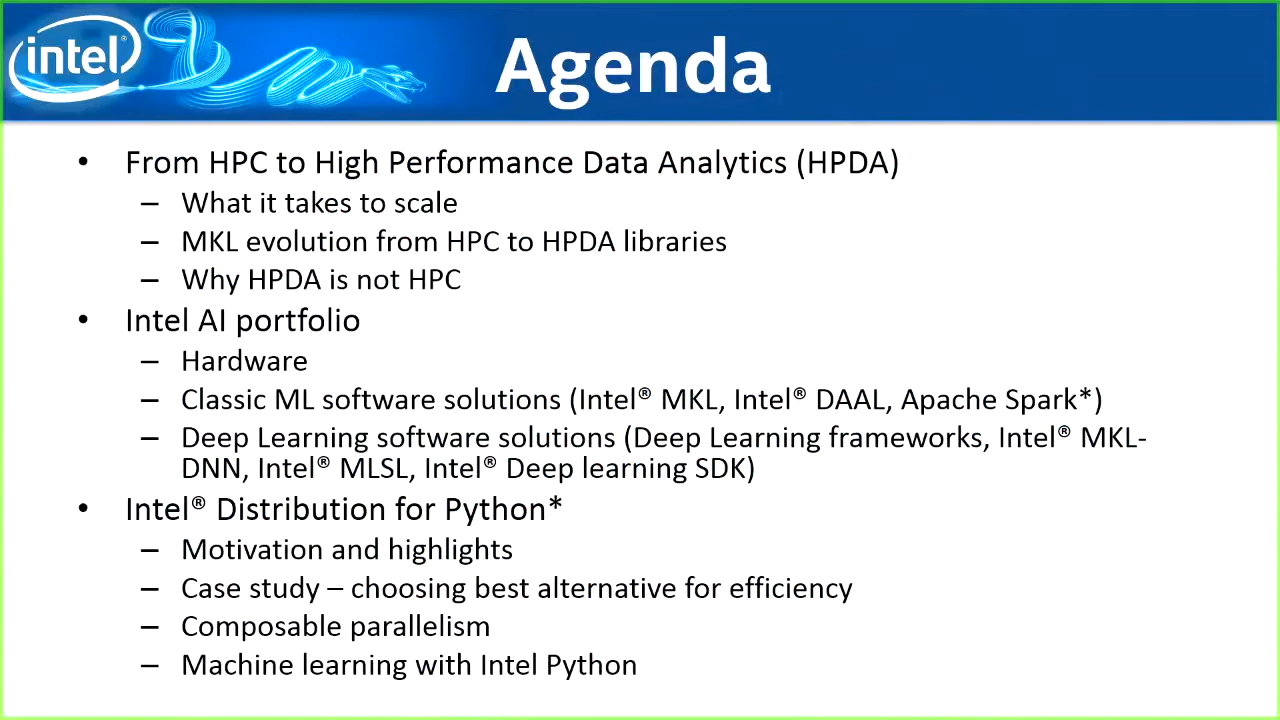 intel®
Agenda
• From HPC to High Performance Data Analytics (HPDA)
– What it takes to scale
– MKL evolution from HPC to HPDA libraries
– Why HPDA is not HPC
• Intel AI portfolio
– Hardware
– Classic ML software solutions (Intel® MKL, Intel® DAAL, Apache Spark*)
– Deep Learning software solutions (Deep Learning frameworks, Intel® MKL-
DNN, Intel® MLSL, Intel® Deep learning SDK)
• Intel® Distribution for Python*
– Motivation and highlights
– Case study – choosing best alternative for efficiency
– Composable parallelism
– Machine learning with Intel Python